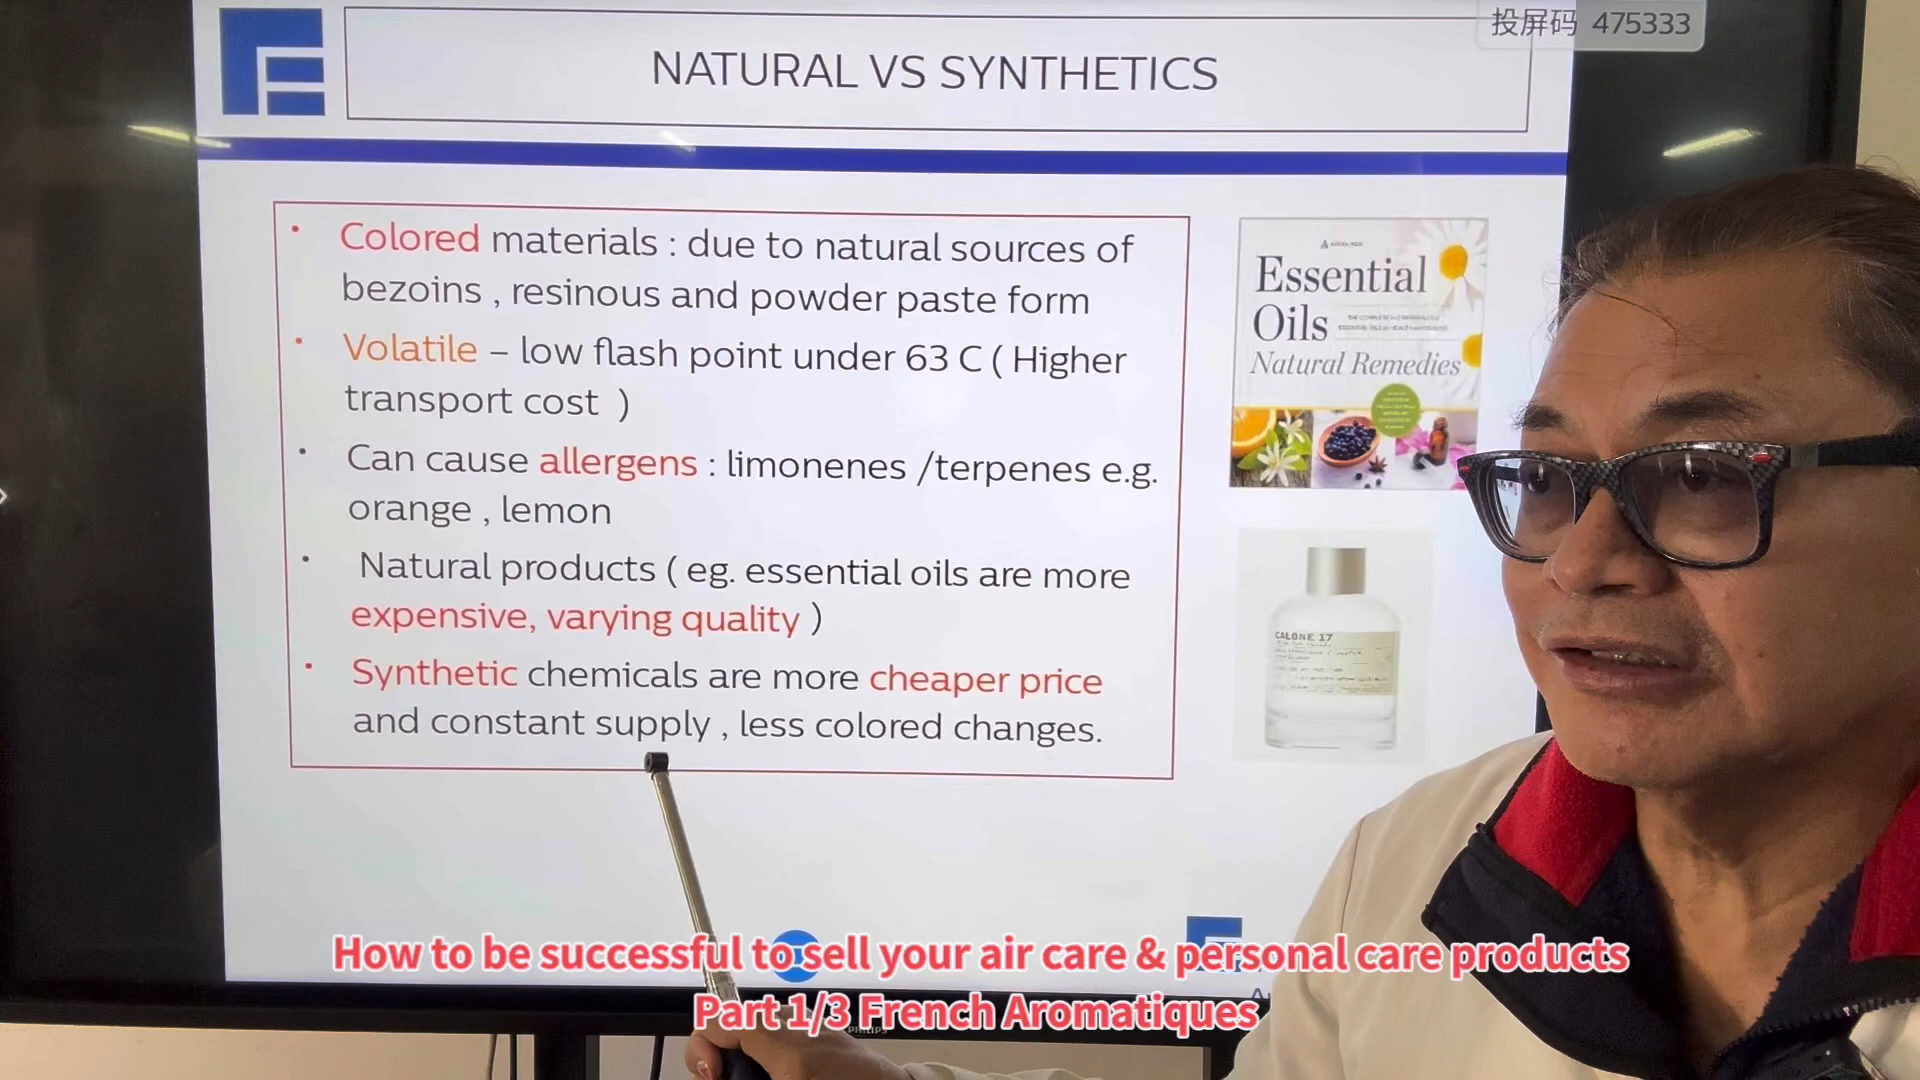 投屏码 475333
NATURAL VS SYNTHETICS
• Colored materials : due to natural sources of
bezoins , resinous and powder paste form
• Volatile – low flash point under 63 C ( Higher
transport cost )
• Can cause allergens : limonenes /terpenes e.g.
orange , lemon
• Natural products ( eg. essential oils are more
expensive, varying quality )
• Synthetic chemicals are more cheaper price
and constant supply , less colored changes.
Essential
Oils
Natural Remedies
CALONE 17
How to be successful to sell your air care & personal care products
Part 1/3 French Aromatiques
PHILIPS